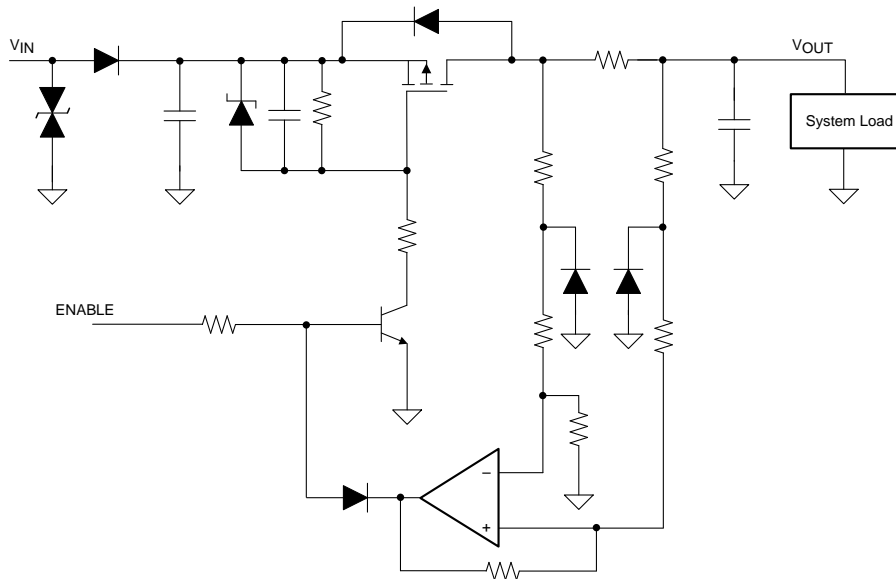 VIN
VOUT
System Load
ENABLE
−
+